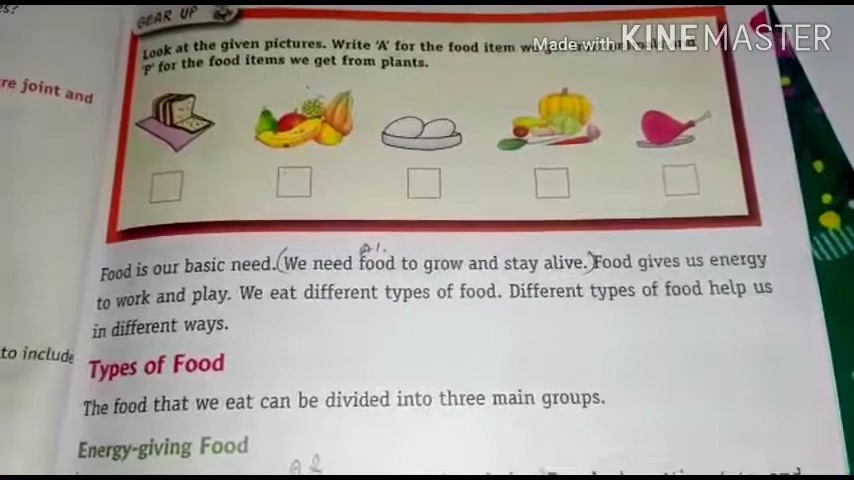 GEAR UP
Look at the given pictures. Write 'A' for the food item we
'P' for the food items we get from plants.
Made with KINEMASTER
re joint and
A1.
Food is our basic need. (We need food to grow and stay alive.) Food gives us energy
to work and play. We eat different types of food. Different types of food help us
in different ways.
to include
Types of Food
The food that we eat can be divided into three main groups.
Energy-giving Food